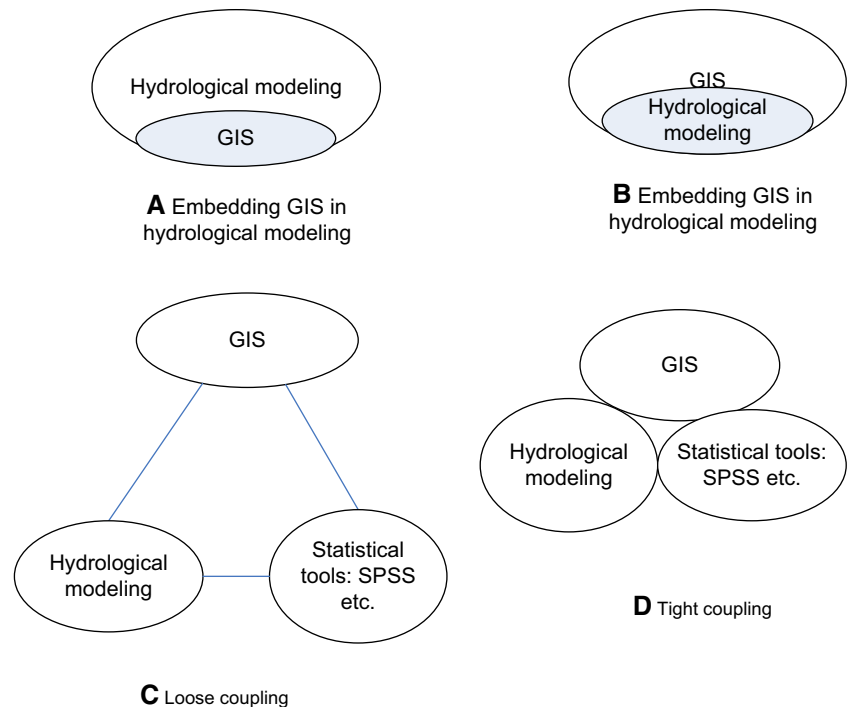 Hydrological modeling
GIS
A Embedding GIS in
hydrological modeling
GIS
Hydrological
modeling
B Embedding GIS in
hydrological modeling
GIS
Hydrological
modeling
Statistical
tools: SPSS
etc.
C Loose coupling
GIS
Hydrological
modeling
Statistical tools:
SPSS etc.
D Tight coupling